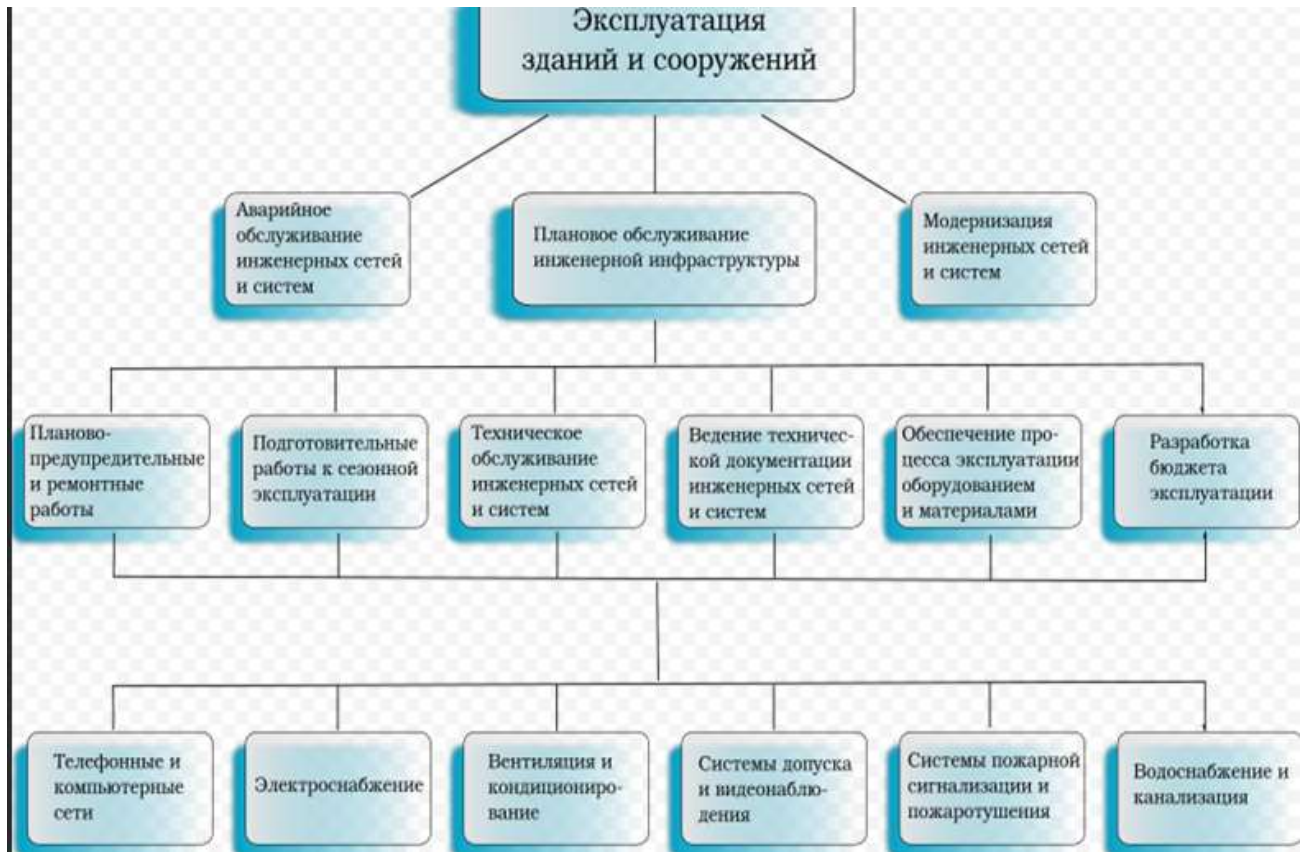 Эксплуатация
зданий и сооружений
Аварийное
обслуживание
инженерных сетей
и систем
Плановое обслуживание
инженерной инфраструктуры
Модернизация
инженерных сетей
и систем
Планово-
предупредительные
и ремонтные
работы
Подготовительные
работы к сезонной
эксплуатации
Техническое
обслуживание
инженерных сетей
и систем
Ведение техничес-
кой документации
инженерных сетей
и систем
Обеспечение про-
цесса эксплуатации
оборудованием
и материалами
Разработка
бюджета
эксплуатации
Телефонные и
компьютерные
сети
Электроснабжение
Вентиляция и
кондициониро-
вание
Системы допуска
и видеонаблю-
дения
Системы пожарной
сигнализации и
пожаротушения
Водоснабжение и
канализация